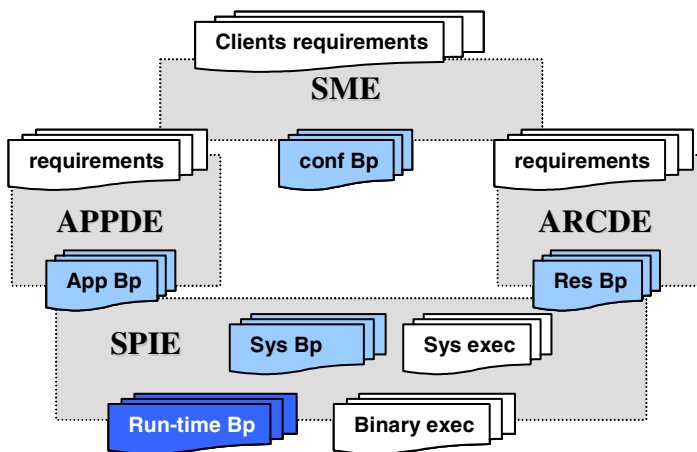 Clients requirements
SME
requirements
conf Bp
requirements
APPDE
ARCDE
App Bp
Res Bp
SPIE
Sys Bp
Sys exec
Run-time Bp
Binary exec